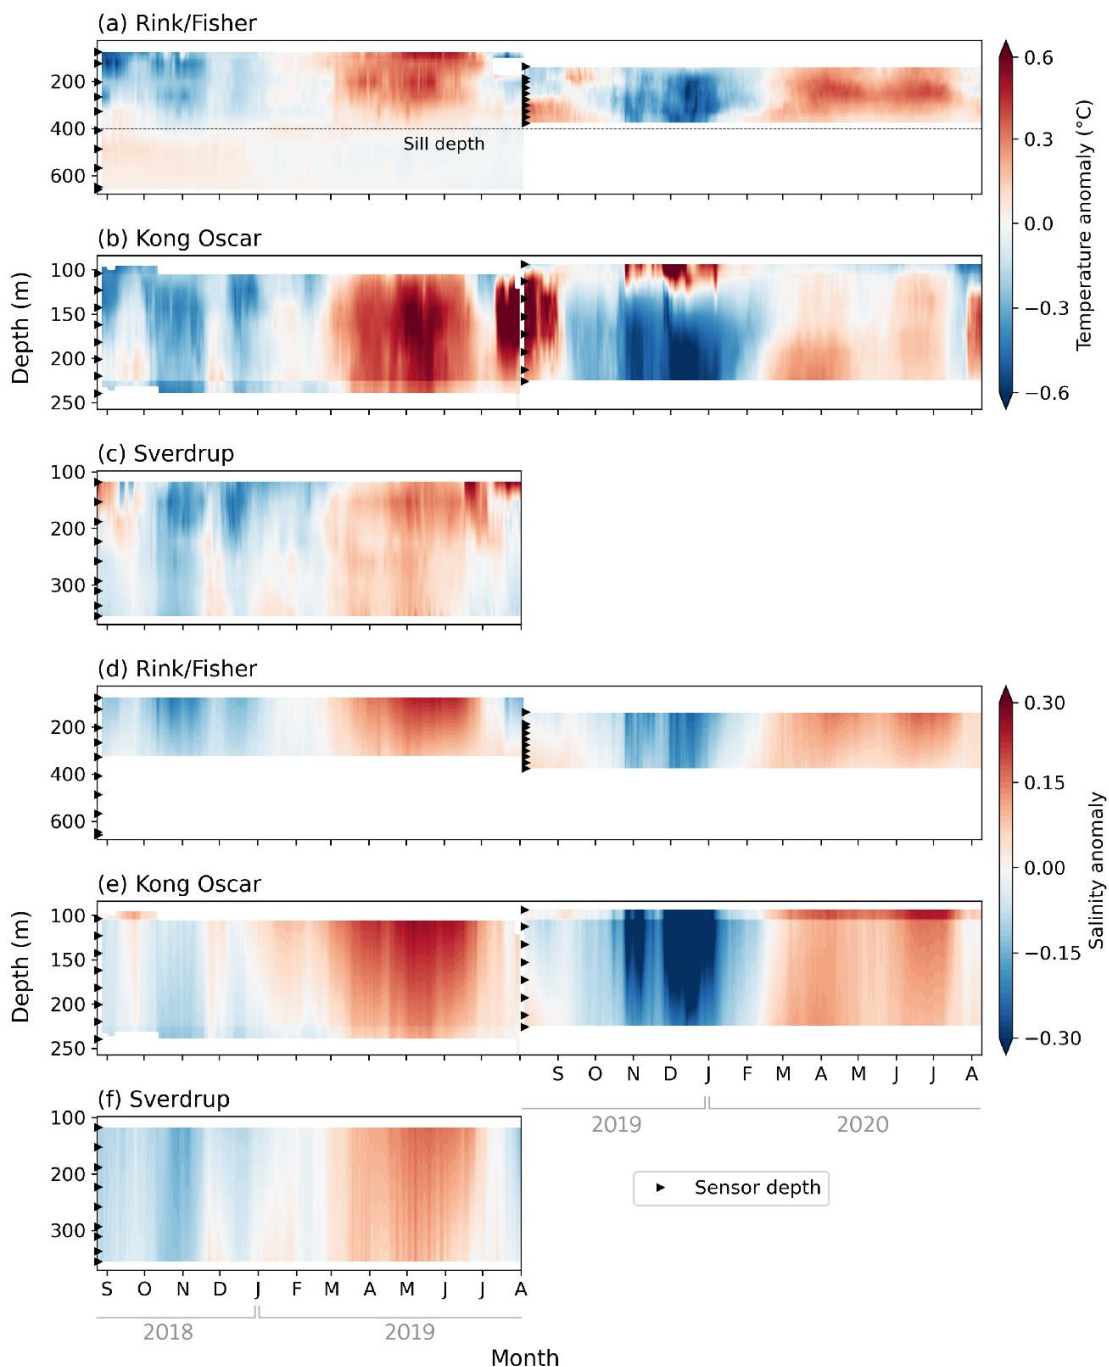 (a) Rink/Fisher
200
400
600
Sill depth
(b) Kong Oscar
100
150
200
250
Depth (m)
0.6
0.3
0.0
−0.3
−0.6
Temperature anomaly (°C)
(c) Sverdrup
100
200
300
(d) Rink/Fisher
200
400
600
(e) Kong Oscar
100
150
200
250
Depth (m)
0.30
0.15
0.00
−0.15
−0.30
Salinity anomaly
S O N D J F M A M J J A
2019 2020
(f) Sverdrup
100
200
300
Sensor depth
S O N D J F M A M J J A
2018 2019
Month